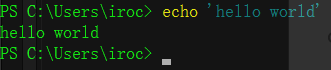 PS C:\Users\iroc> echo 'hello world'
hello world
PS C:\Users\iroc>